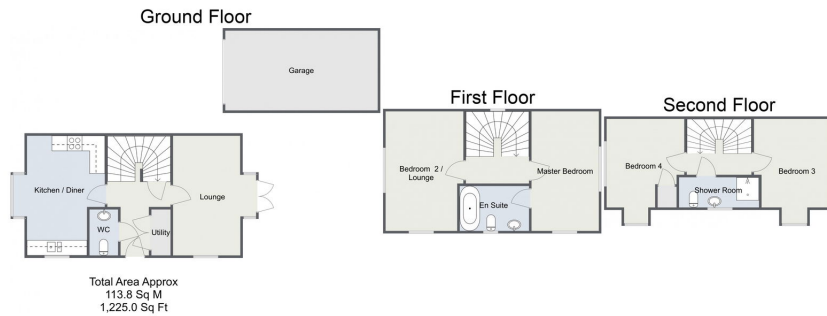 Ground Floor
Garage
Kitchen / Diner
WC
Utility
Lounge
Total Area Approx
113.8 Sq M
1,225.0 Sq Ft
First Floor
Bedroom 2 /
Lounge
Master Bedroom
En Suite
Second Floor
Bedroom 4
Shower Room
Bedroom 3